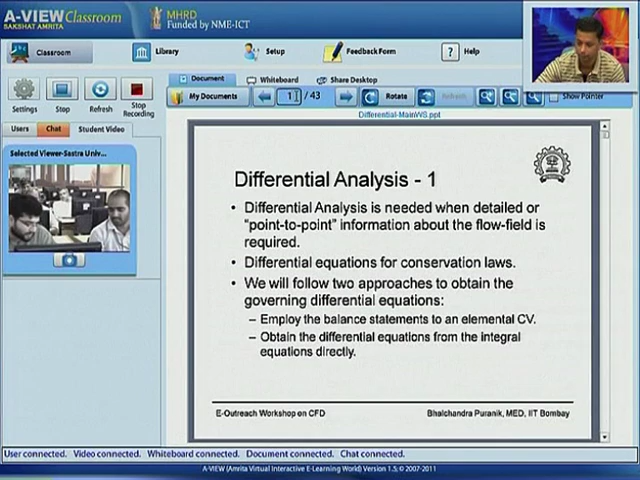 A-VIEW Classroom
SAKSHAT AMRITA
MHRD
Funded by NME-ICT
Classroom
Library
Setup
Feedback Form
? Help
Settings
Stop
Refresh
Stop Recording
Document
Whiteboard
Share Desktop
My Documents
1 / 43
Rotate
Refresh
Show Pointer
Users
Chat
Student Video
Differential-MainWS.ppt
Selected Viewer-Sastra Univ...
Differential Analysis - 1
• Differential Analysis is needed when detailed or
"point-to-point" information about the flow-field is
required.
• Differential equations for conservation laws.
• We will follow two approaches to obtain the
governing differential equations:
– Employ the balance statements to an elemental CV.
– Obtain the differential equations from the integral
equations directly.
E-Outreach Workshop on CFD
Bhalchandra Puranik, MED, IIT Bombay
User connected. Video connected. Whiteboard connected. Document connected. Chat connected.
A-VIEW (Amrita Virtual Interactive E-Learning World) Version 1.5; © 2007-2011